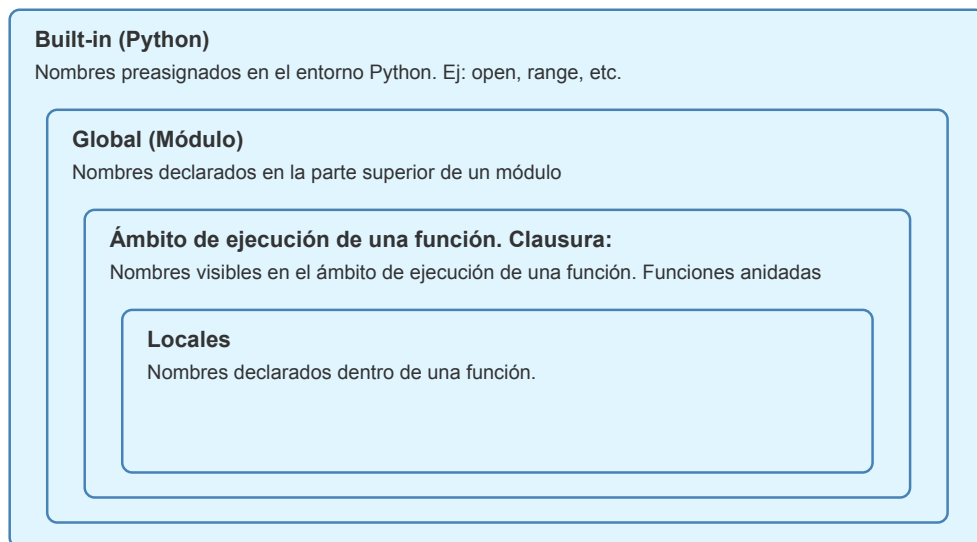 Built-in (Python)
Nombres preasignados en el entorno Python. Ej: open, range, etc.
Global (Módulo)
Nombres declarados en la parte superior de un módulo
Ámbito de ejecución de una función. Clausura:
Nombres visibles en el ámbito de ejecución de una función. Funciones anidadas
Locales
Nombres declarados dentro de una función.